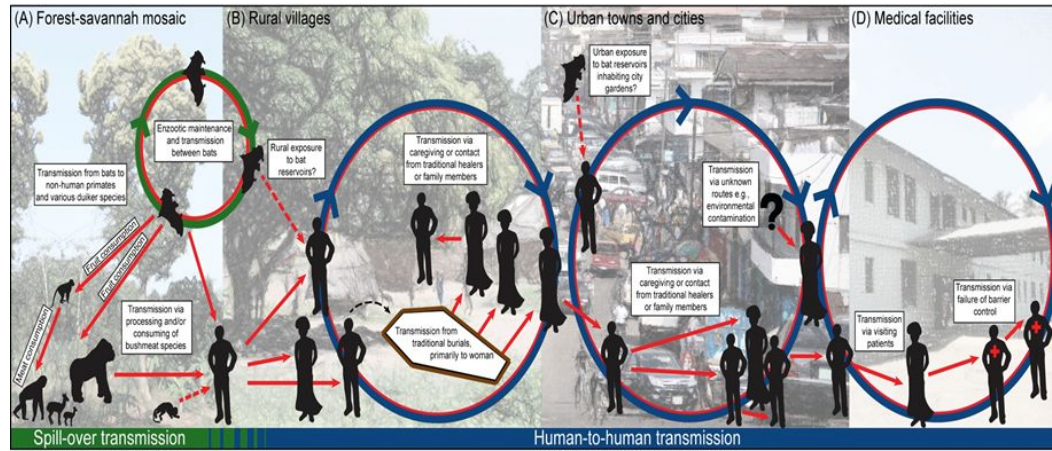 (A) Forest-savannah mosaic
(B) Rural villages
(C) Urban towns and cities
(D) Medical facilities
Enzootic maintenance
and transmission
between bats
Transmission from bats to
non-human primates
and various duiker species
Fruit consumption
Fruit consumption
Meat consumption
Transmission via
processing and/or
consuming of
bushmeat species
Rural exposure
to bat
reservoirs?
Transmission via
caregiving or contact
from traditional healers
or family members
Transmission from
traditional burials,
primarily to woman
Urban exposure
to bat reservoirs
inhabiting city
gardens?
Transmission
via unknown
routes e.g.,
environmental
contamination
?
Transmission via
caregiving or contact
from traditional healers
or family members
Transmission
via visiting
patients
Transmission via
failure of barrier
control
Spill-over transmission
Human-to-human transmission